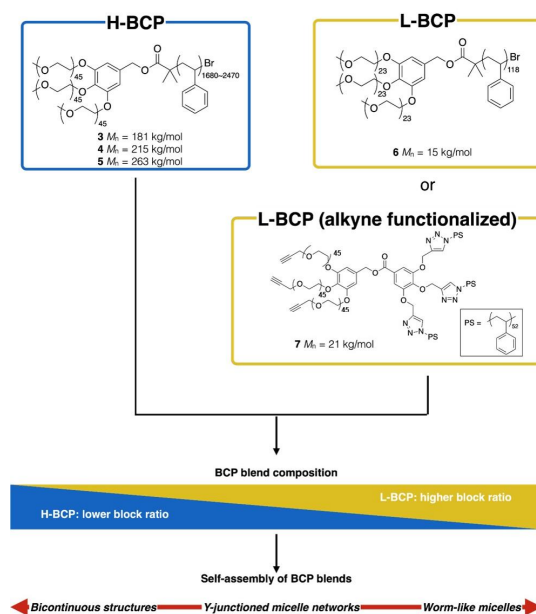 H-BCP
O
O
45
O
O
Br
1680~2470
O
O
45
O
O
45
3 Mn = 181 kg/mol
4 Mn = 215 kg/mol
5 Mn = 263 kg/mol
L-BCP
O
O
23
O
O
Br
118
O
O
23
O
O
23
6 Mn = 15 kg/mol
or
L-BCP (alkyne functionalized)
N=N
N
PS
O
O
45
O
O
O
O
O
45
O
O
45
N
N=N
PS
N
N=N
PS
PS =
52
7 Mn = 21 kg/mol
BCP blend composition
L-BCP: higher block ratio
H-BCP: lower block ratio
Self-assembly of BCP blends
Bicontinuous structures Y-junctioned micelle networks Worm-like micelles